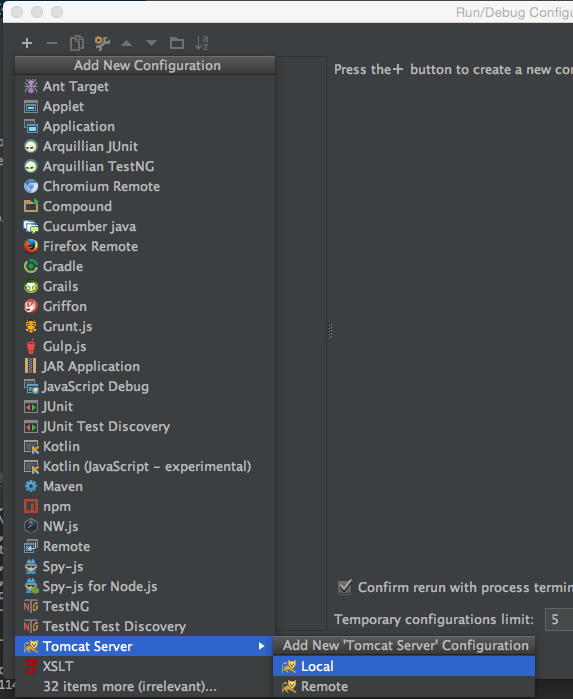 Run/Debug Configu
Add New Configuration
Press the + button to create a new con
Ant Target
Applet
Application
Arquillian JUnit
Arquillian TestNG
Chromium Remote
Compound
Cucumber java
Firefox Remote
Gradle
Grails
Griffon
Grunt.js
Gulp.js
JAR Application
JavaScript Debug
JUnit
JUnit Test Discovery
Kotlin
Kotlin (JavaScript – experimental)
Maven
npm
NW.js
Remote
Spy-js
Spy-js for Node.js
Confirm rerun with process termin
TestNG
TestNG Test Discovery
Temporary configurations limit: 5
Tomcat Server
Add New 'Tomcat Server' Configuration
XSLT
Local
32 items more (irrelevant)...
Remote